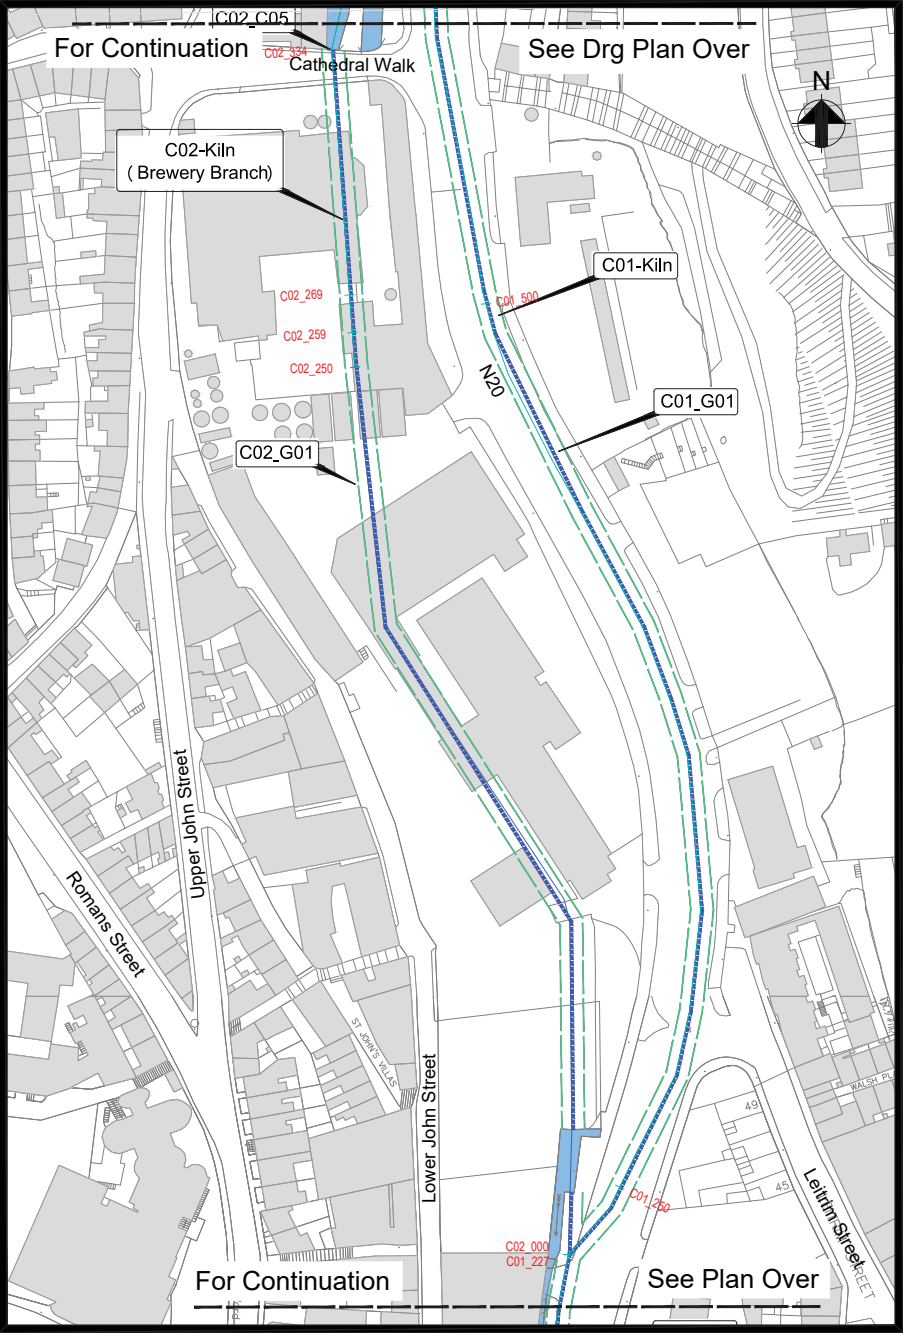 C02_C05
For Continuation
See Drg Plan Over
C02_334
Cathedral Walk
N
C02-Kiln
( Brewery Branch)
C01-Kiln
C02_269
C01_500
C02_259
C02_250
N20
C01_G01
C02_G01
Upper John Street
Romans Street
ST JOHN'S VILLAS
Lower John Street
WALSH PL
49
45
Leitrim Street
C01_250
C02_000
C01_227
For Continuation
See Plan Over